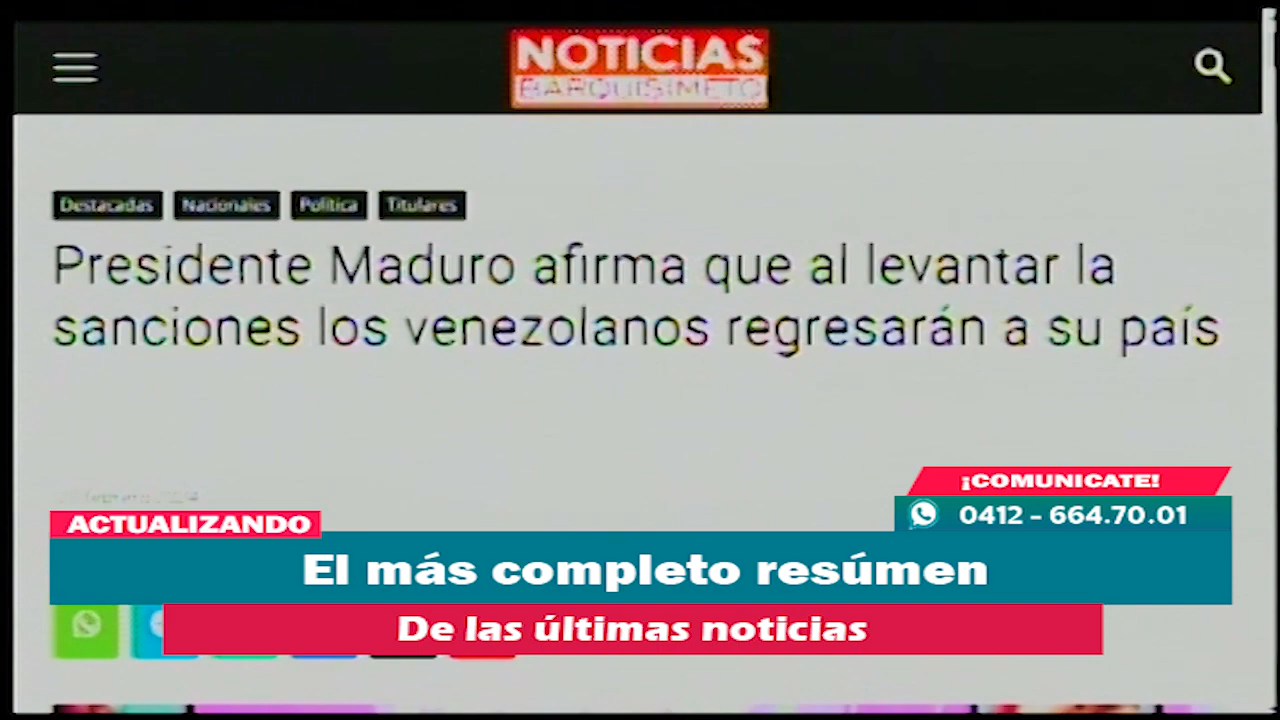 NOTICIAS
BARQUISIMETO
Destacadas Nacionales Política Titulares
Presidente Maduro afirma que al levantar la
sanciones los venezolanos regresarán a su país
¡COMUNICATE!
0412 - 664.70.01
ACTUALIZANDO
El más completo resúmen
De las últimas noticias